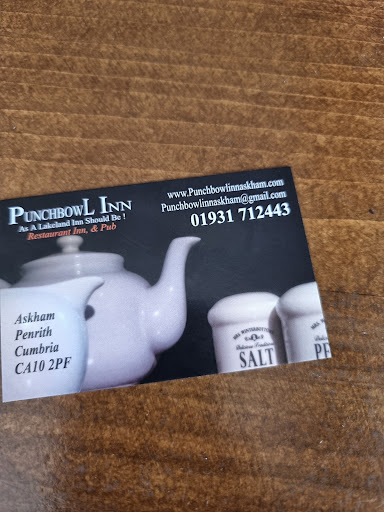 PUNCHBOWL INN
As A Lakeland Inn Should Be !
Restaurant Inn, & Pub
www.Punchbowlinnaskham.com
Punchbowlinnaskham@gmail.com
01931 712443
Askham
Penrith
Cumbria
CA10 2PF
SALT
PE